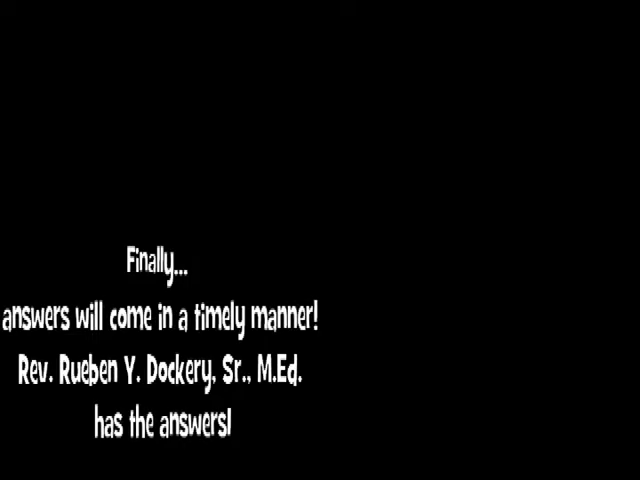 Finally...
answers will come in a timely manner!
Rev. Rueben Y. Dockery, Sr., M.Ed.
has the answers!